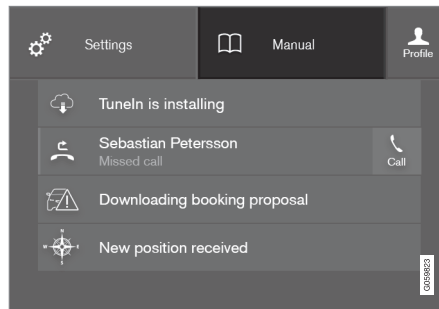 Settings
Manual
Profile
TuneIn is installing
Sebastian Petersson
Missed call
Call
Downloading booking proposal
New position received
G059823